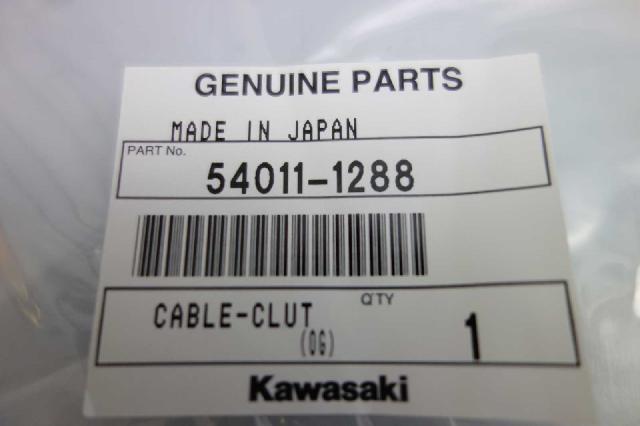 GENUINE PARTS
MADE IN JAPAN
PART No.
54011-1288
CABLE-CLUT Q'TY 1
(OG)
Kawasaki